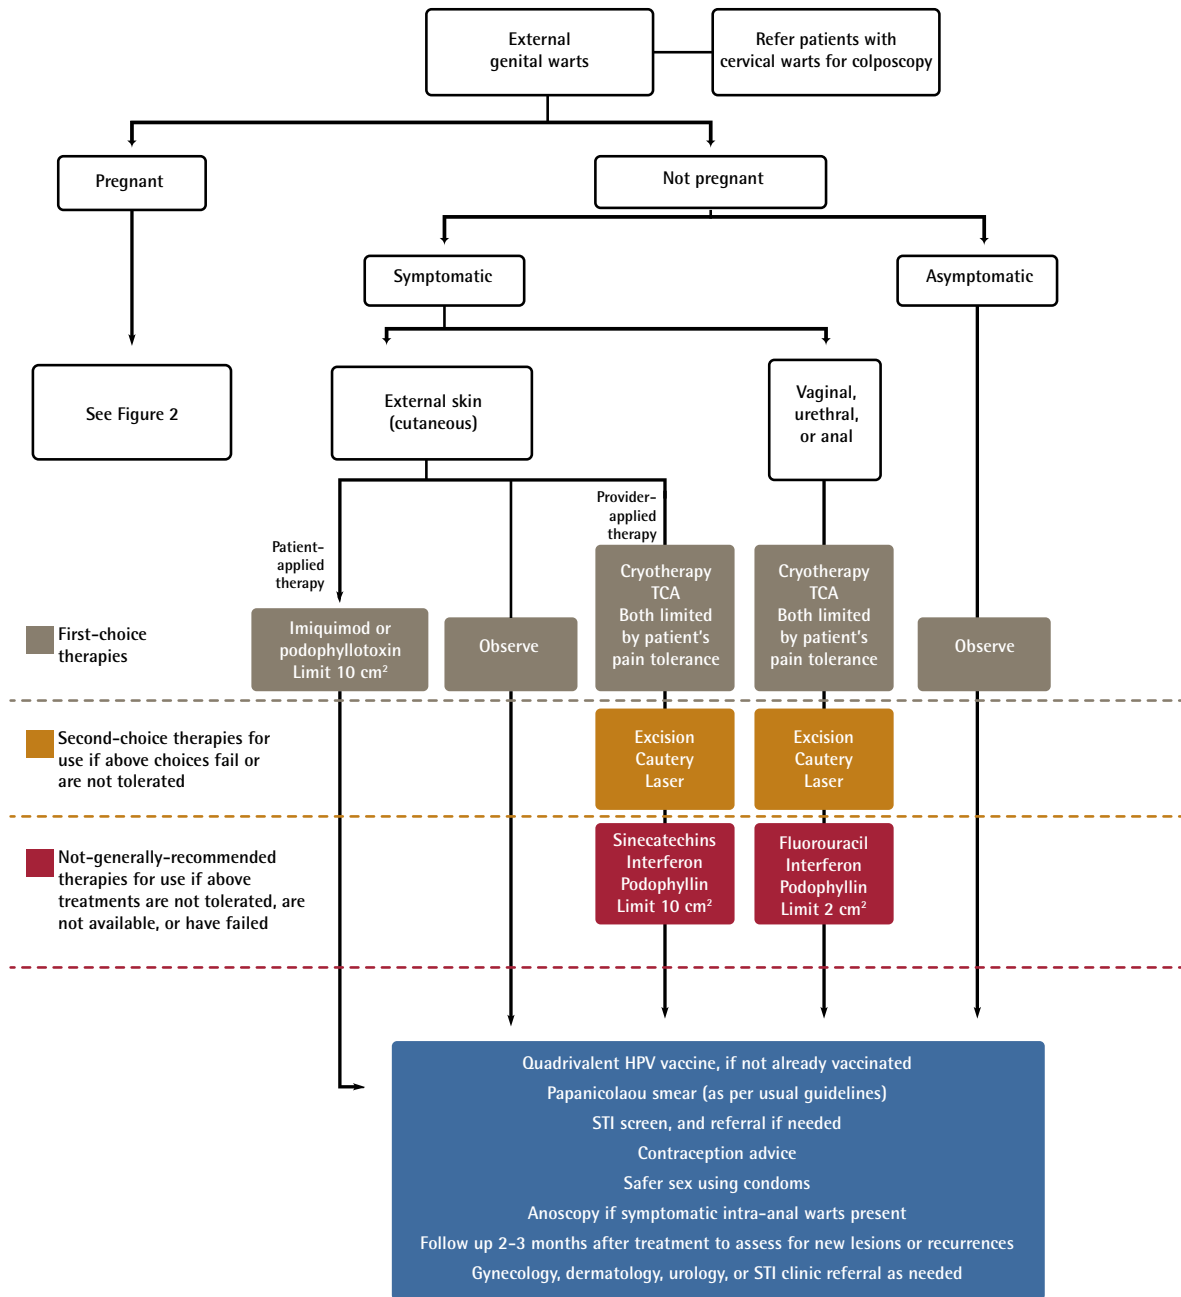 External
genital warts
Refer patients with
cervical warts for colposcopy
Pregnant
Not pregnant
Symptomatic
Asymptomatic
See Figure 2
External skin
(cutaneous)
Vaginal,
urethral,
or anal
Patient-
applied
therapy
Provider-
applied
therapy
First-choice
therapies
Imiquimod or
podophyllotoxin
Limit 10 cm²
Observe
Cryotherapy
TCA
Both limited
by patient's
pain tolerance
Cryotherapy
TCA
Both limited
by patient's
pain tolerance
Observe
Second-choice therapies for
use if above choices fail or
are not tolerated
Excision
Cautery
Laser
Excision
Cautery
Laser
Not-generally-recommended
therapies for use if above
treatments are not tolerated, are
not available, or have failed
Sinecatechins
Interferon
Podophyllin
Limit 10 cm²
Fluorouracil
Interferon
Podophyllin
Limit 2 cm²
Quadrivalent HPV vaccine, if not already vaccinated
Papanicolaou smear (as per usual guidelines)
STI screen, and referral if needed
Contraception advice
Safer sex using condoms
Anoscopy if symptomatic intra-anal warts present
Follow up 2-3 months after treatment to assess for new lesions or recurrences
Gynecology, dermatology, urology, or STI clinic referral as needed